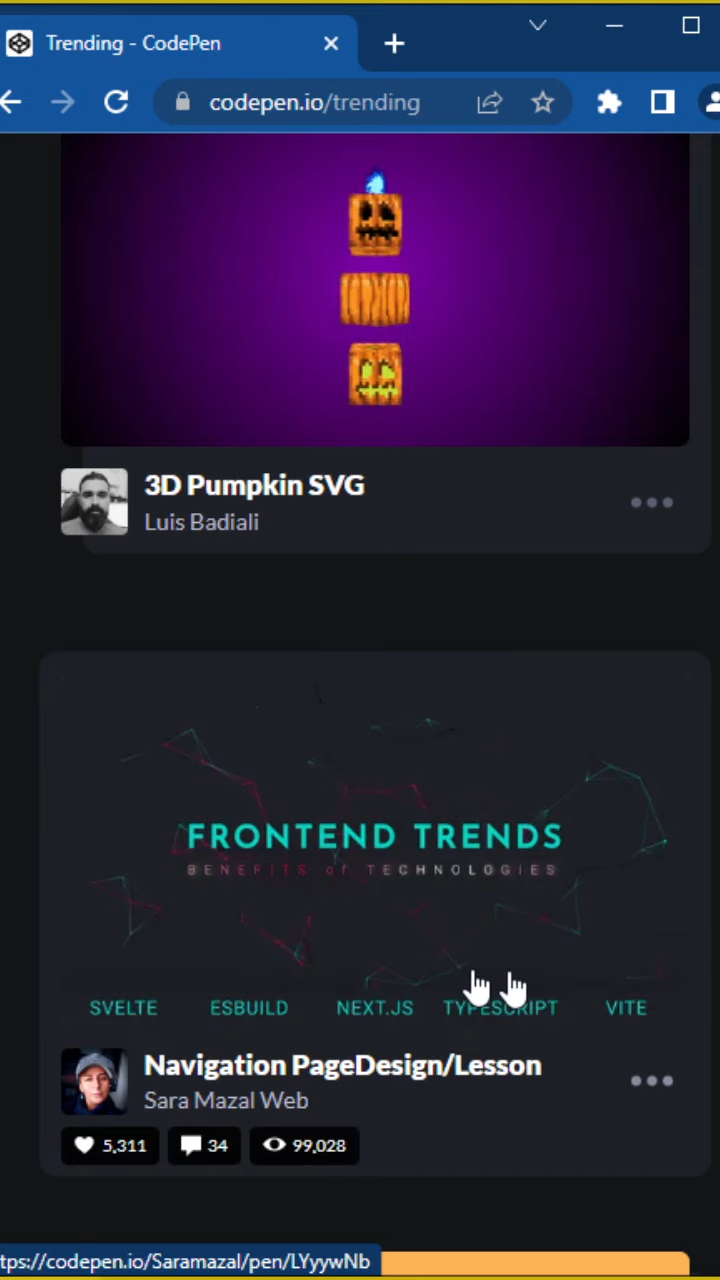 Trending - CodePen
codepen.io/trending
3D Pumpkin SVG
Luis Badiali
FRONTEND TRENDS
BENEFITS of TECHNOLOGIES
SVELTE ESBUILD NEXT.JS TYPESCRIPT VITE
Navigation PageDesign/Lesson
Sara Mazal Web
5,311 34 99,028
tps://codepen.io/Saramazal/pen/LYyywNb